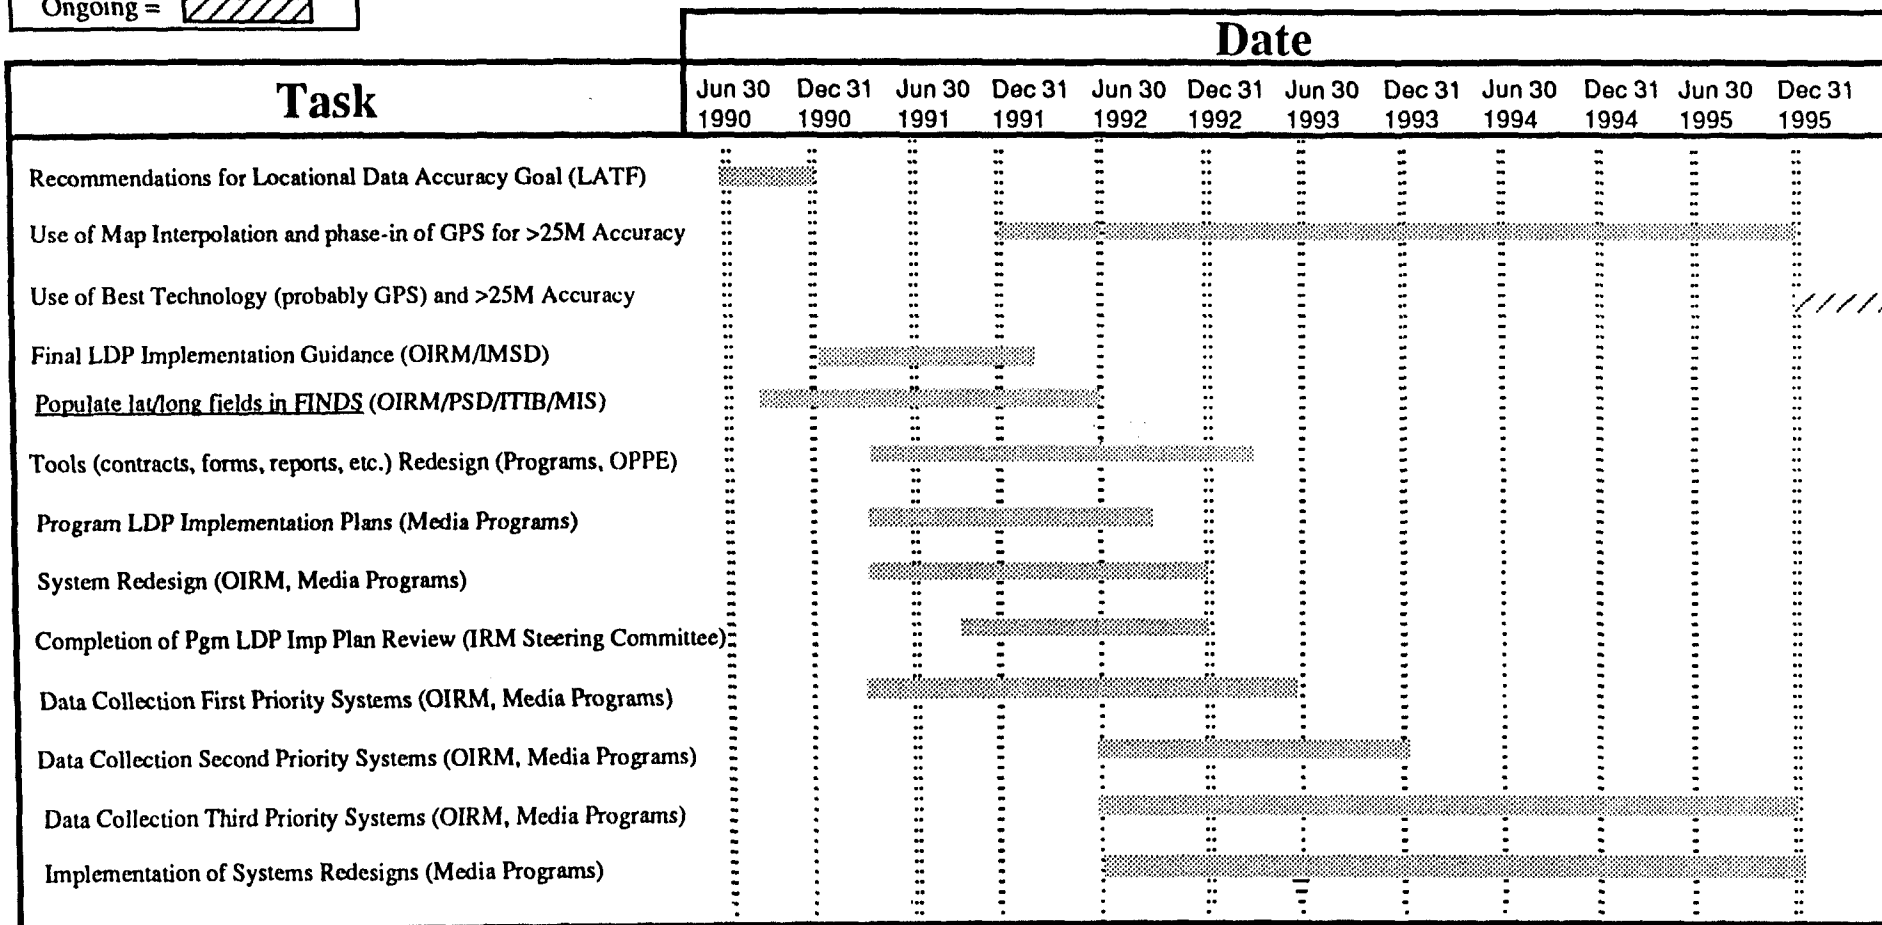 Ongoing =
Date
Task
Jun 30 Dec 31 Jun 30 Dec 31 Jun 30 Dec 31 Jun 30 Dec 31 Jun 30 Dec 31 Jun 30 Dec 31
1990 1990 1991 1991 1992 1992 1993 1993 1994 1994 1995 1995
Recommendations for Locational Data Accuracy Goal (LATF)
Use of Map Interpolation and phase-in of GPS for >25M Accuracy
Use of Best Technology (probably GPS) and >25M Accuracy
Final LDP Implementation Guidance (OIRM/IMSD)
Populate lat/long fields in FINDS (OIRM/PSD/ITIB/MIS)
Tools (contracts, forms, reports, etc.) Redesign (Programs, OPPE)
Program LDP Implementation Plans (Media Programs)
System Redesign (OIRM, Media Programs)
Completion of Pgm LDP Imp Plan Review (IRM Steering Committee)
Data Collection First Priority Systems (OIRM, Media Programs)
Data Collection Second Priority Systems (OIRM, Media Programs)
Data Collection Third Priority Systems (OIRM, Media Programs)
Implementation of Systems Redesigns (Media Programs)